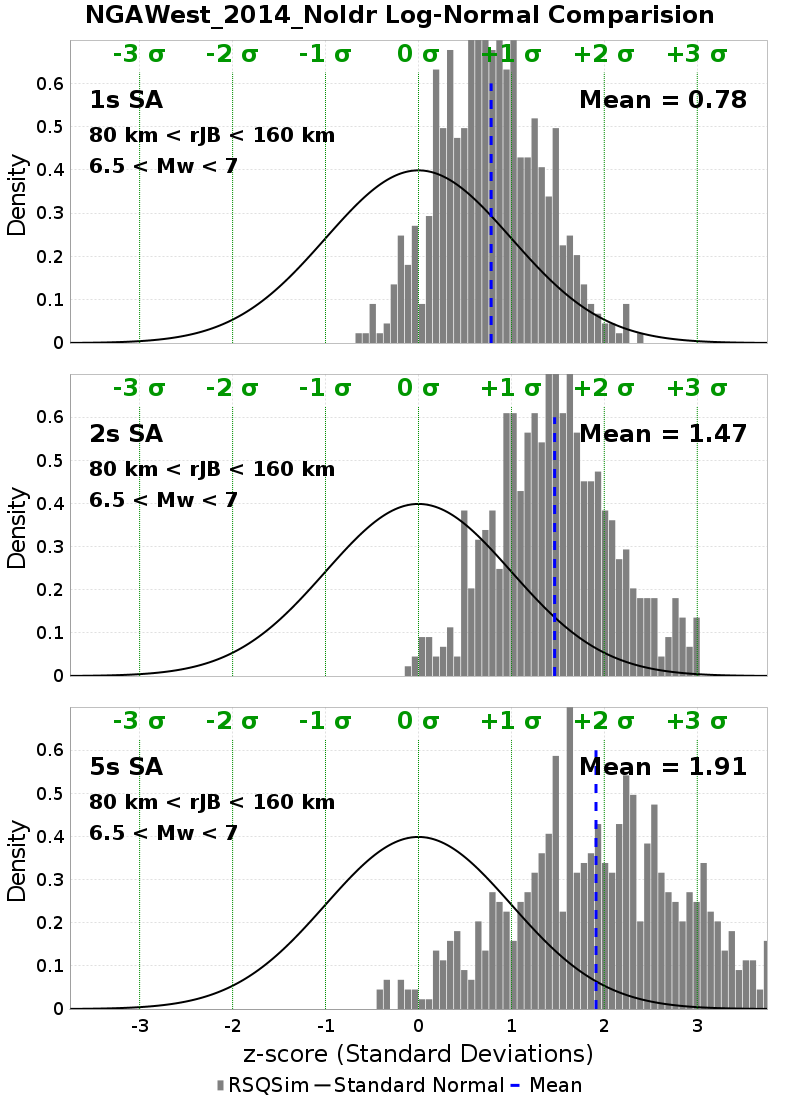 NGAWest_2014_NoIdr Log-Normal Comparision
-3 σ -2 σ -1 σ 0 σ +1 σ +2 σ +3 σ
1s SA Mean = 0.78
80 km < rJB < 160 km
6.5 < Mw < 7
Density
0.6
0.5
0.4
0.3
0.2
0.1
0
-3 σ -2 σ -1 σ 0 σ +1 σ +2 σ +3 σ
2s SA Mean = 1.47
80 km < rJB < 160 km
6.5 < Mw < 7
Density
0.6
0.5
0.4
0.3
0.2
0.1
0
-3 σ -2 σ -1 σ 0 σ +1 σ +2 σ +3 σ
5s SA Mean = 1.91
80 km < rJB < 160 km
6.5 < Mw < 7
Density
0.6
0.5
0.4
0.3
0.2
0.1
0
-3 -2 -1 0 1 2 3
z-score (Standard Deviations)
RSQSim Standard Normal Mean